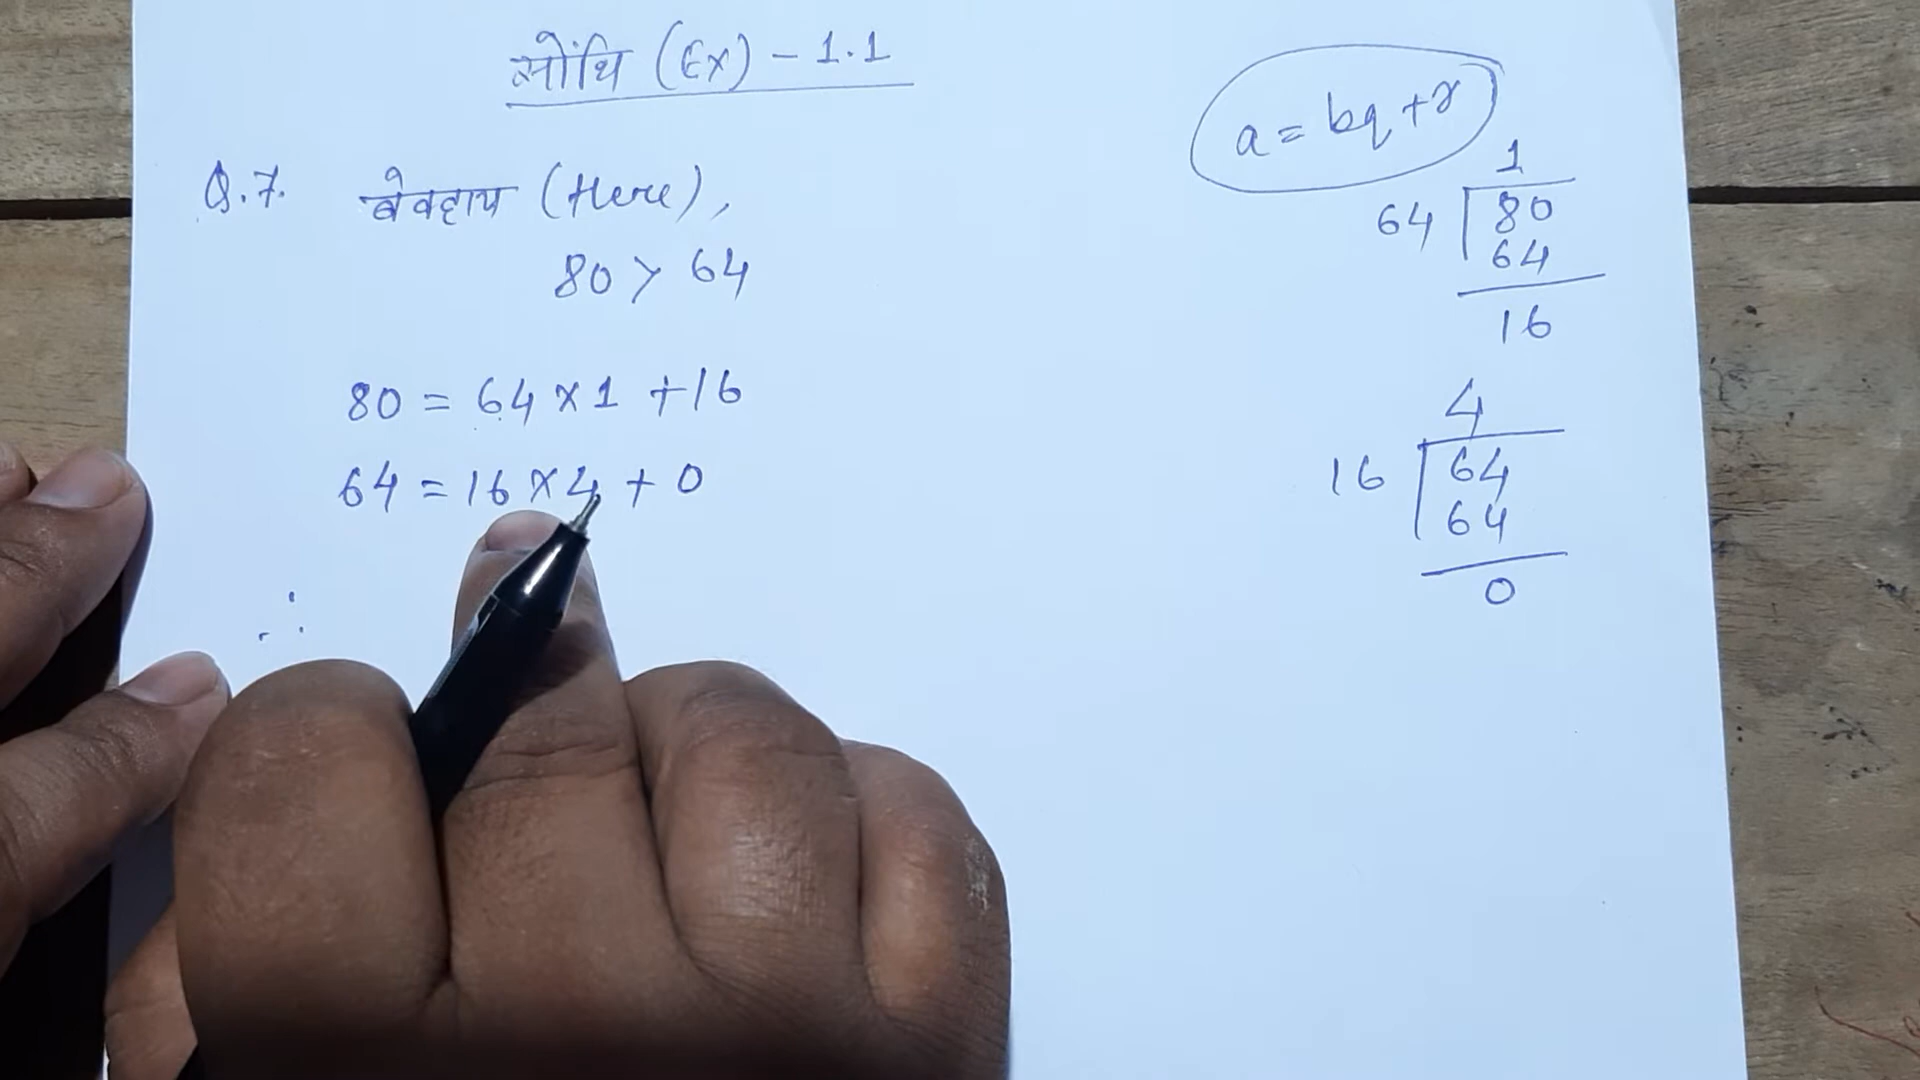 सोंथि (Ex) - 1.1
a = bq + r
Q.7. बेवहाय (Here),
80 > 64
80 = 64 × 1 + 16
64 = 16 × 4 + 0
∴
1
64 80
64
16
4
16 64
64
0